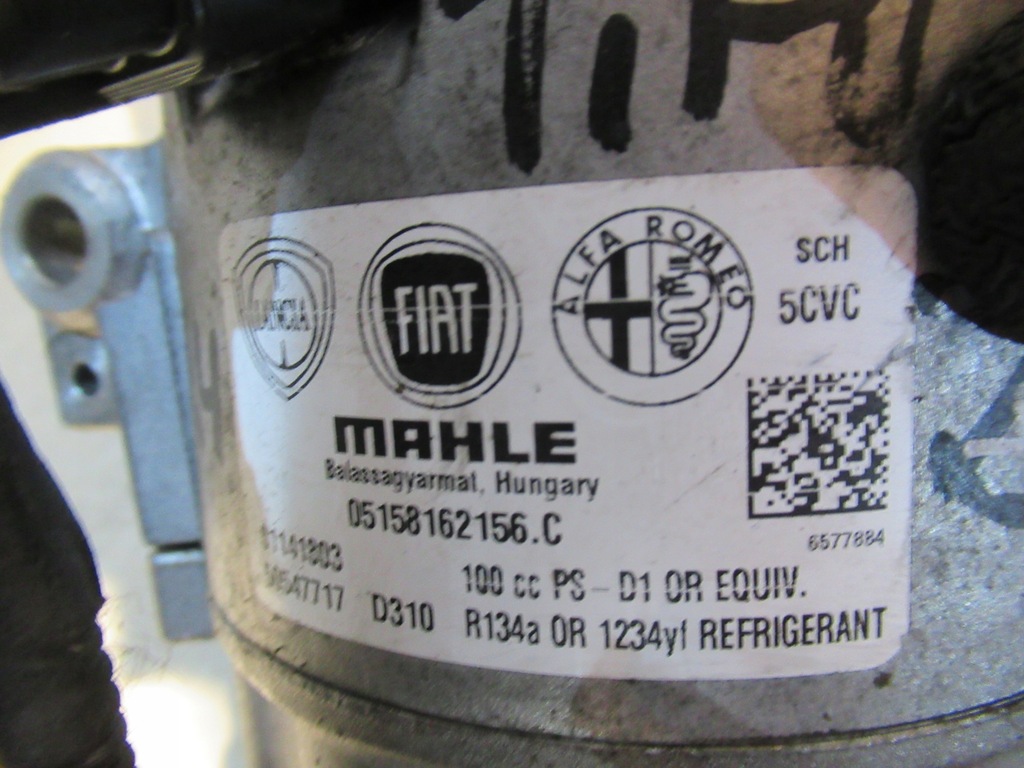 LANCIA
FIAT
ALFA ROMEO
SCH
5CVC
MAHLE
Balassagyarmat, Hungary
05158162156.C
6577884
100 cc PS - D1 OR EQUIV.
D310 R134a OR 1234yf REFRIGERANT